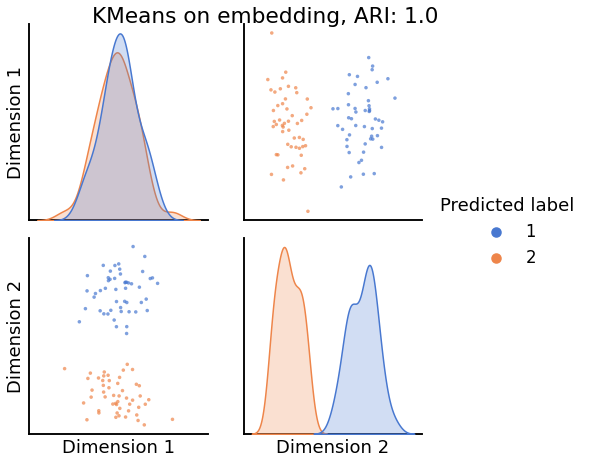 KMeans on embedding, ARI: 1.0
Dimension 1
Predicted label
1
2
Dimension 2
Dimension 1
Dimension 2